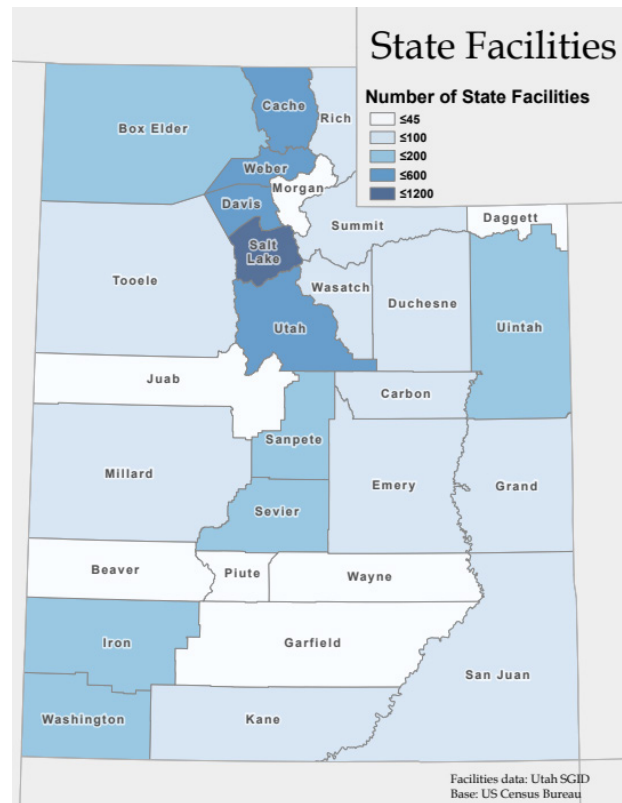 State Facilities
Number of State Facilities
≤45
≤100
≤200
≤600
≤1200
Cache
Rich
Box Elder
Weber
Morgan
Davis
Summit
Daggett
Salt
Lake
Tooele
Wasatch
Duchesne
Uintah
Utah
Juab
Carbon
Sanpete
Millard
Emery
Grand
Sevier
Beaver
Piute
Wayne
Iron
Garfield
San Juan
Washington
Kane
Facilities data: Utah SGID
Base: US Census Bureau